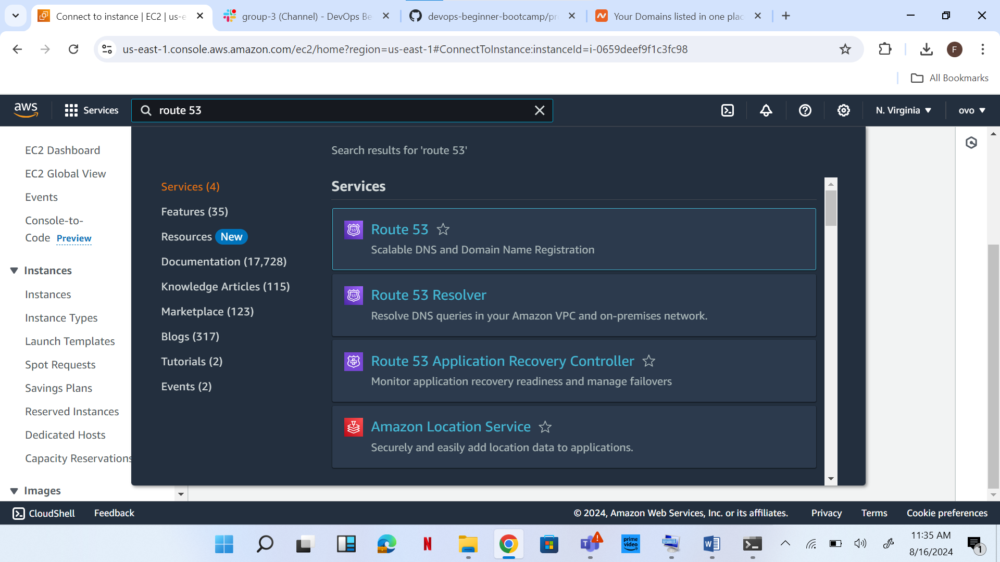 Connect to instance | EC2 | us-e
group-3 (Channel) - DevOps Be
devops-beginner-bootcamp/pr
Your Domains listed in one plac
us-east-1.console.aws.amazon.com/ec2/home?region=us-east-1#ConnectToInstance:instanceId=i-0659deef9f1c3fc98
F
All Bookmarks
aws
Services
route 53
N. Virginia
ovo
EC2 Dashboard
EC2 Global View
Events
Console-to-
Code Preview
Instances
Instances
Instance Types
Launch Templates
Spot Requests
Savings Plans
Reserved Instances
Dedicated Hosts
Capacity Reservations
Images
Search results for 'route 53'
Services (4)
Features (35)
Resources New
Documentation (17,728)
Knowledge Articles (115)
Marketplace (123)
Blogs (317)
Tutorials (2)
Events (2)
Services
Route 53
Scalable DNS and Domain Name Registration
Route 53 Resolver
Resolve DNS queries in your Amazon VPC and on-premises network.
Route 53 Application Recovery Controller
Monitor application recovery readiness and manage failovers
Amazon Location Service
Securely and easily add location data to applications.
CloudShell
Feedback
© 2024, Amazon Web Services, Inc. or its affiliates.
Privacy
Terms
Cookie preferences
prime
video
11:35 AM
8/16/2024
1